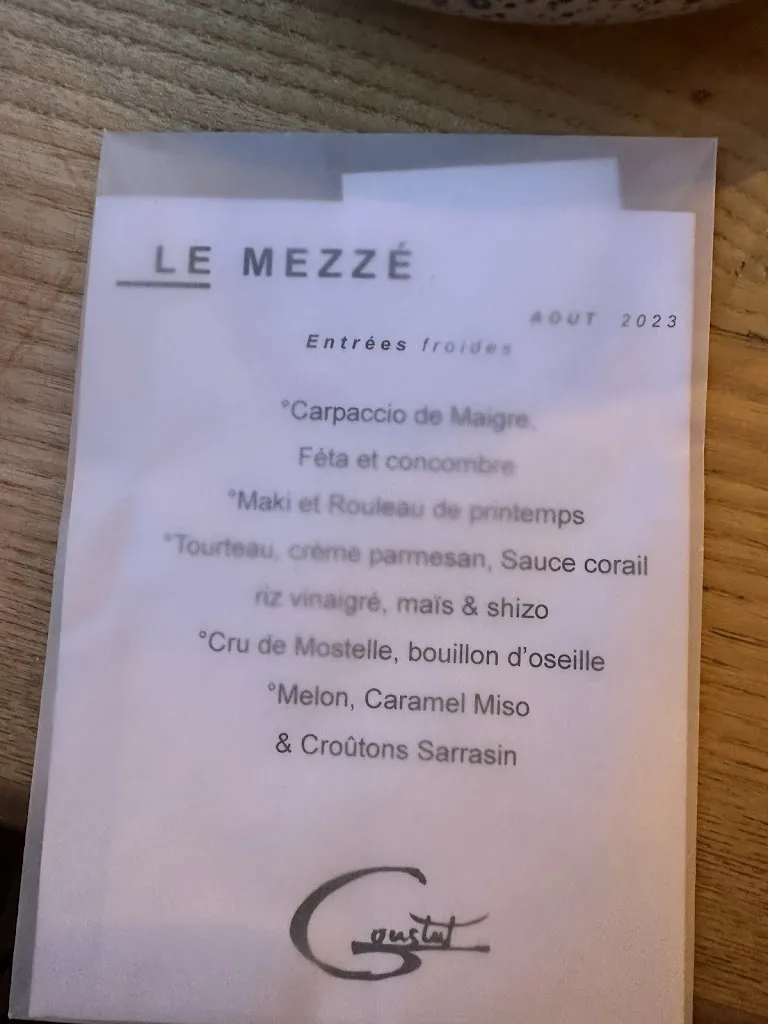 LE MEZZÉ
AOUT 2023
Entrées froides
°Carpaccio de Maigre,
Féta et concombre
°Maki et Rouleau de printemps
°Tourteau, crème parmesan, Sauce corail
riz vinaigré, maïs & shizo
°Cru de Mostelle, bouillon d'oseille
°Melon, Caramel Miso
& Croûtons Sarrasin